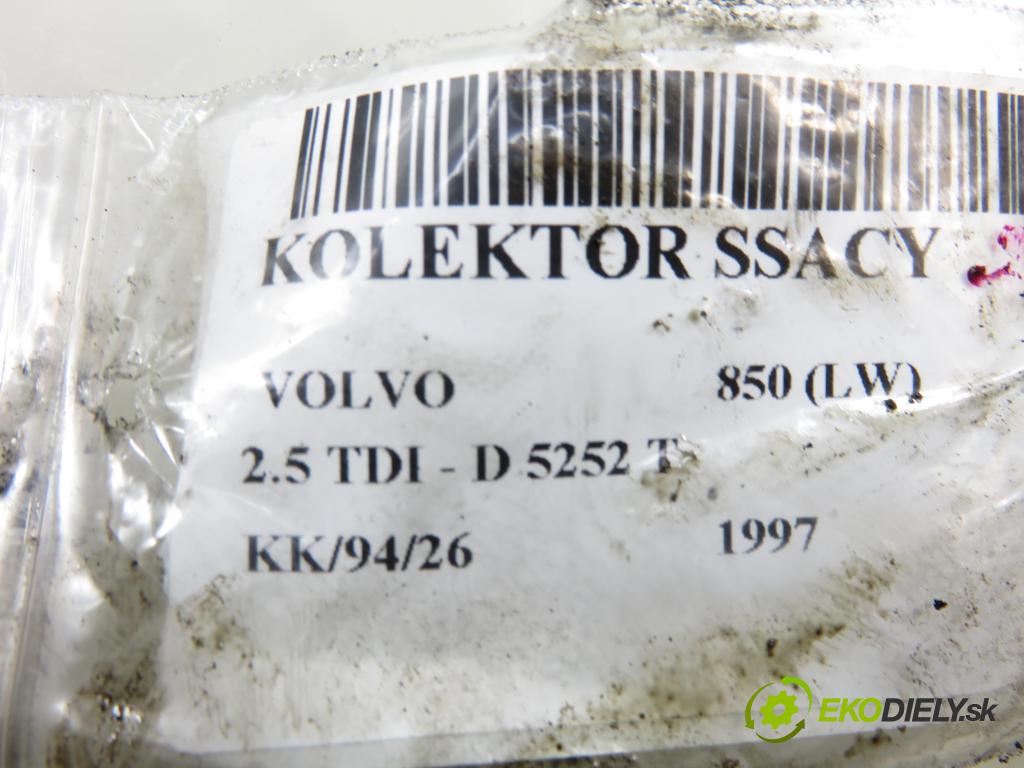 KOLEKTOR SSACY
VOLVO 850 (LW)
2.5 TDI - D 5252 T
KK/94/26 1997
EKODIELY.sk